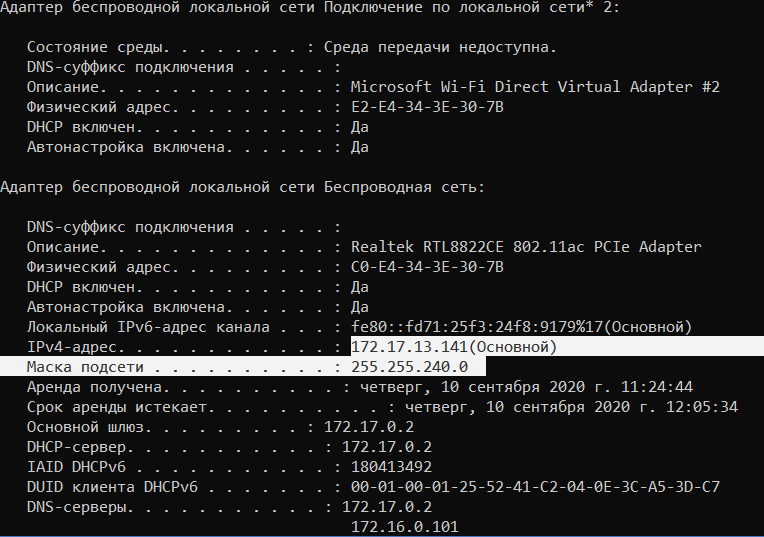 Адаптер беспроводной локальной сети Подключение по локальной сети* 2:
Состояние среды. . . . . . . . : Среда передачи недоступна.
DNS-суффикс подключения . . . . . :
Описание. . . . . . . . . . . . . : Microsoft Wi-Fi Direct Virtual Adapter #2
Физический адрес. . . . . . . . . : E2-E4-34-3E-30-7B
DHCP включен. . . . . . . . . . . : Да
Автонастройка включена. . . . . . : Да
Адаптер беспроводной локальной сети Беспроводная сеть:
DNS-суффикс подключения . . . . . :
Описание. . . . . . . . . . . . . : Realtek RTL8822CE 802.11ac PCIe Adapter
Физический адрес. . . . . . . . . : C0-E4-34-3E-30-7B
DHCP включен. . . . . . . . . . . : Да
Автонастройка включена. . . . . . : Да
Локальный IPv6-адрес канала . . . : fe80::fd71:25f3:24f8:9179%17(Основной)
IPv4-адрес. . . . . . . . . . . . : 172.17.13.141(Основной)
Маска подсети . . . . . . . . . . : 255.255.240.0
Аренда получена. . . . . . . . . . : четверг, 10 сентября 2020 г. 11:24:44
Срок аренды истекает. . . . . . . . . . : четверг, 10 сентября 2020 г. 12:05:34
Основной шлюз. . . . . . . . . : 172.17.0.2
DHCP-сервер. . . . . . . . . . . : 172.17.0.2
IAID DHCPv6 . . . . . . . . . . . : 180413492
DUID клиента DHCPv6 . . . . . . . : 00-01-00-01-25-52-41-C2-04-0E-3C-A5-3D-C7
DNS-серверы. . . . . . . . . . . : 172.17.0.2
172.16.0.101